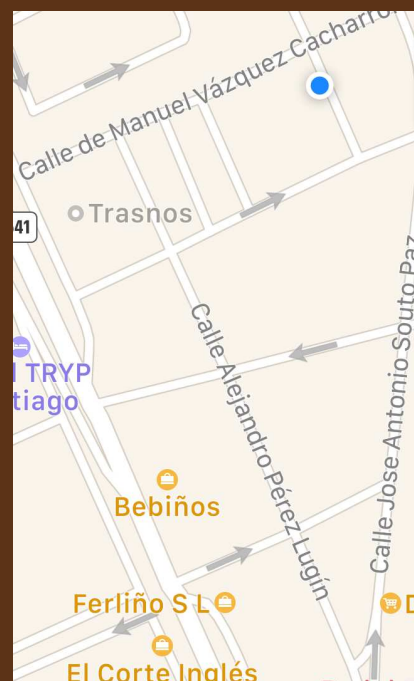 Calle de Manuel Vázquez Cacharro
Trasnos
41
TRYP
tiago
Calle Alejandro Pérez Lugín
Calle Jose Antonio Souto Paz
Bebiños
Ferliño S L
El Corte Inglés